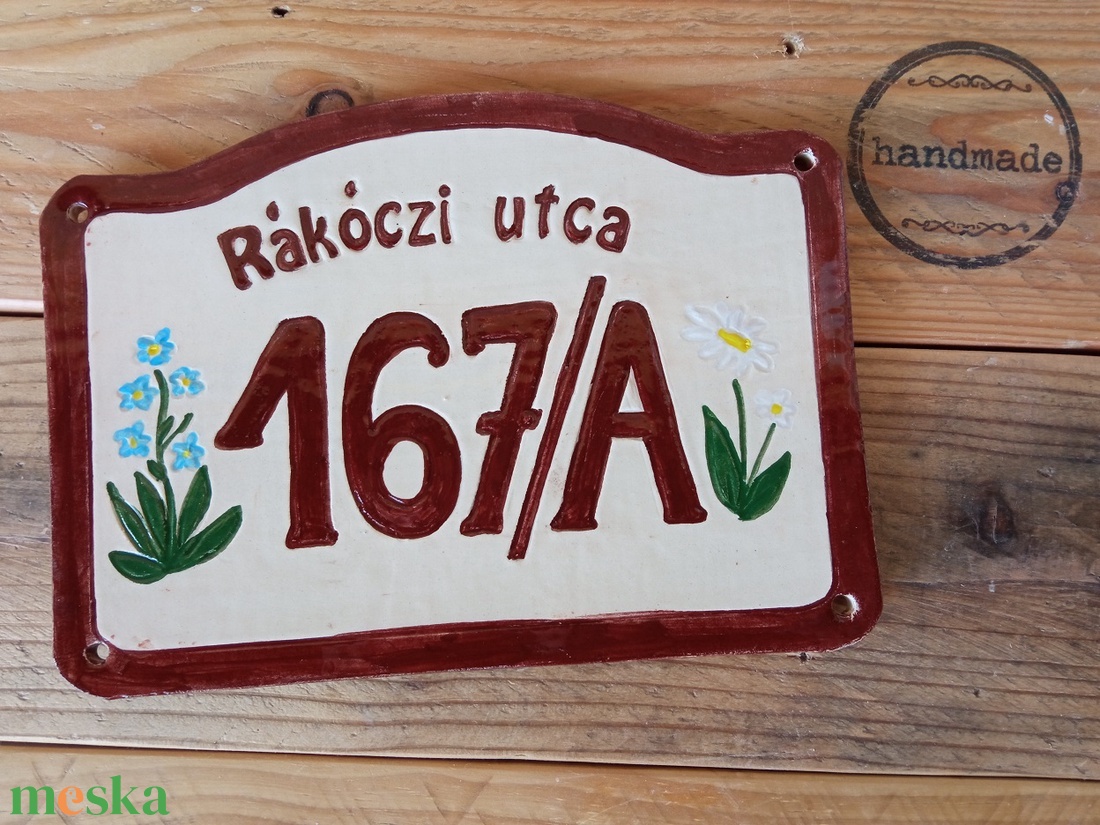 Rákóczi utca
167/A
handmade
meska